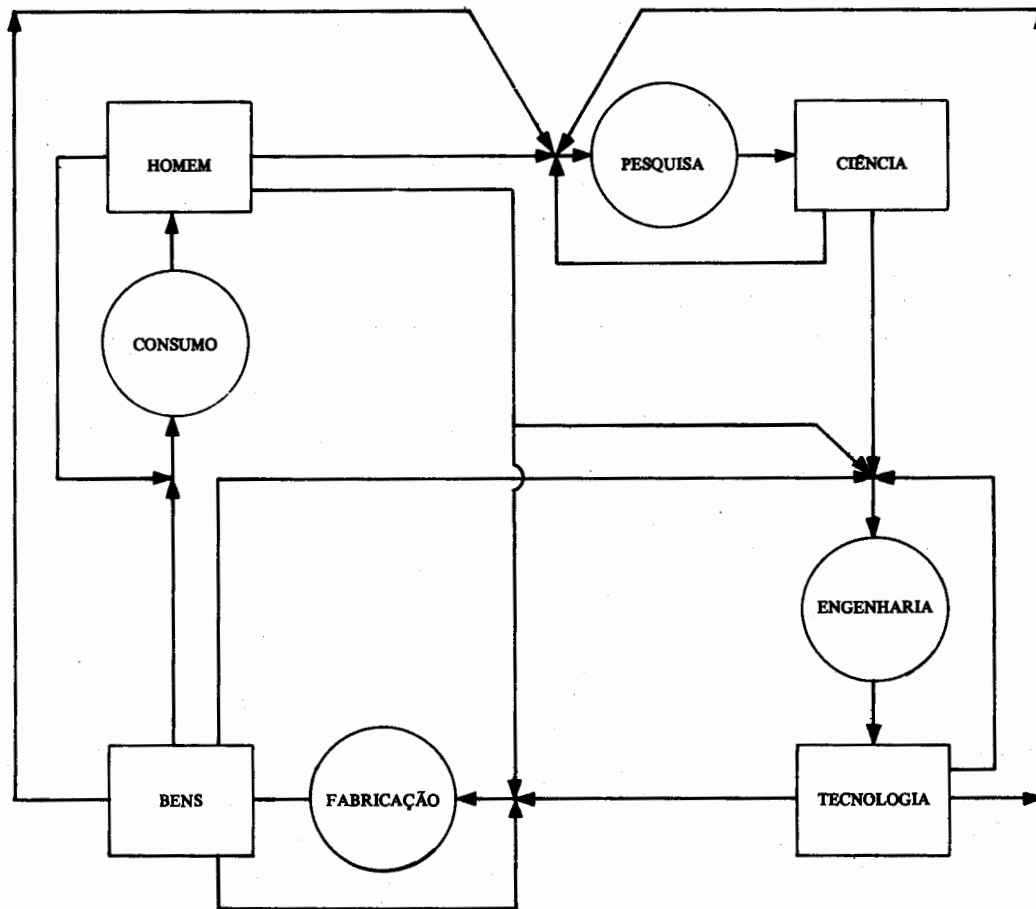 HOMEM
PESQUISA
CIÊNCIA
CONSUMO
ENGENHARIA
BENS
FABRICAÇÃO
TECNOLOGIA